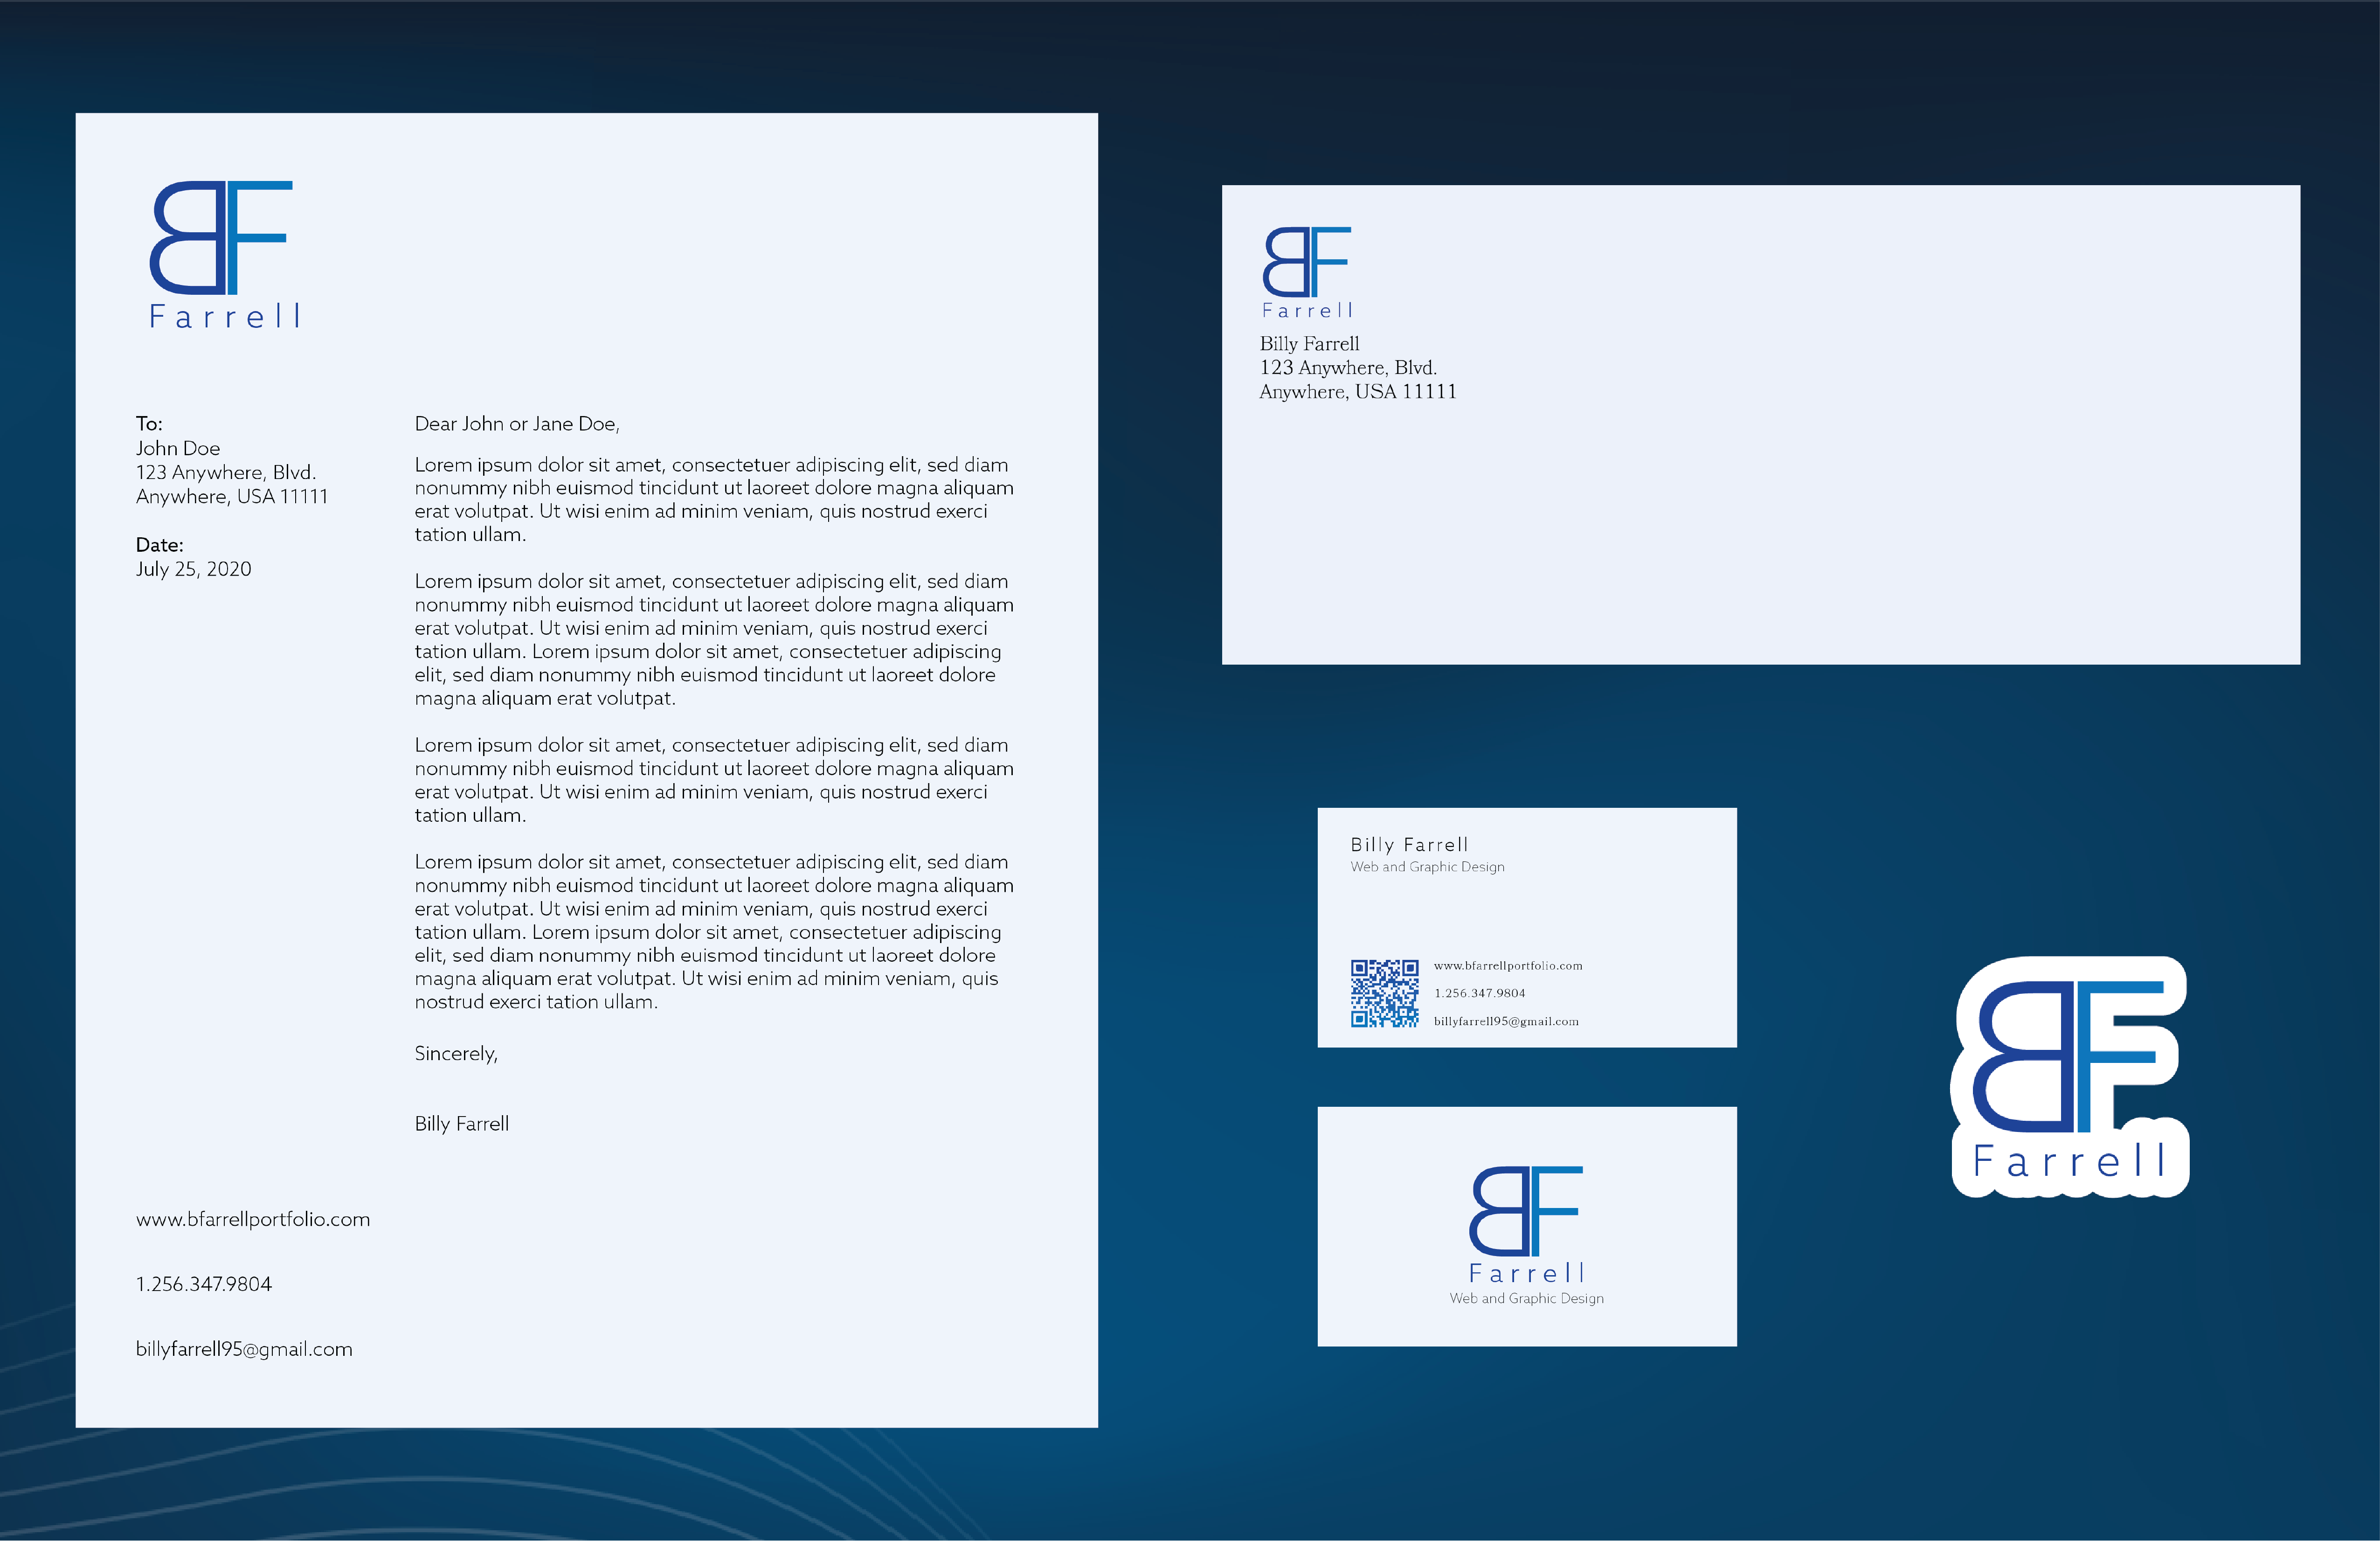 BF
Farrell
To:
John Doe
123 Anywhere, Blvd.
Anywhere, USA 11111
Date:
July 25, 2020
Dear John or Jane Doe,
Lorem ipsum dolor sit amet, consectetuer adipiscing elit, sed diam
nonummy nibh euismod tincidunt ut laoreet dolore magna aliquam
erat volutpat. Ut wisi enim ad minim veniam, quis nostrud exerci
tation ullam.
Lorem ipsum dolor sit amet, consectetuer adipiscing elit, sed diam
nonummy nibh euismod tincidunt ut laoreet dolore magna aliquam
erat volutpat. Ut wisi enim ad minim veniam, quis nostrud exerci
tation ullam. Lorem ipsum dolor sit amet, consectetuer adipiscing
elit, sed diam nonummy nibh euismod tincidunt ut laoreet dolore
magna aliquam erat volutpat.
Lorem ipsum dolor sit amet, consectetuer adipiscing elit, sed diam
nonummy nibh euismod tincidunt ut laoreet dolore magna aliquam
erat volutpat. Ut wisi enim ad minim veniam, quis nostrud exerci
tation ullam.
Lorem ipsum dolor sit amet, consectetuer adipiscing elit, sed diam
nonummy nibh euismod tincidunt ut laoreet dolore magna aliquam
erat volutpat. Ut wisi enim ad minim veniam, quis nostrud exerci
tation ullam. Lorem ipsum dolor sit amet, consectetuer adipiscing
elit, sed diam nonummy nibh euismod tincidunt ut laoreet dolore
magna aliquam erat volutpat. Ut wisi enim ad minim veniam, quis
nostrud exerci tation ullam.
Sincerely,
Billy Farrell
www.bfarrellportfolio.com
1.256.347.9804
billyfarrell95@gmail.com
BF
Farrell
Billy Farrell
123 Anywhere, Blvd.
Anywhere, USA 11111
Billy Farrell
Web and Graphic Design
www.bfarrellportfolio.com
1.256.347.9804
billyfarrell95@gmail.com
BF
Farrell
Web and Graphic Design
BF
Farrell